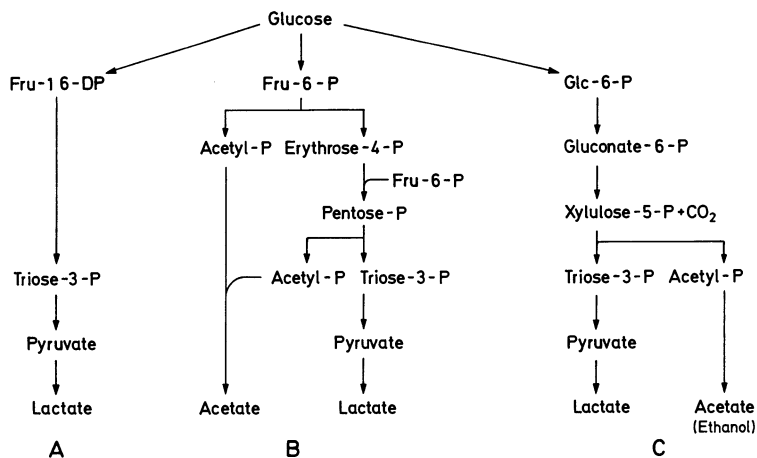 Glucose
Fru-1 6-DP Fru-6-P Glc-6-P
Acetyl-P Erythrose-4-P Gluconate-6-P
Fru-6-P
Pentose-P Xylulose-5-P+CO₂
Triose-3-P Acetyl-P Triose-3-P Triose-3-P Acetyl-P
Pyruvate Pyruvate Pyruvate
Lactate Acetate Lactate Lactate Acetate
(Ethanol)
A B C